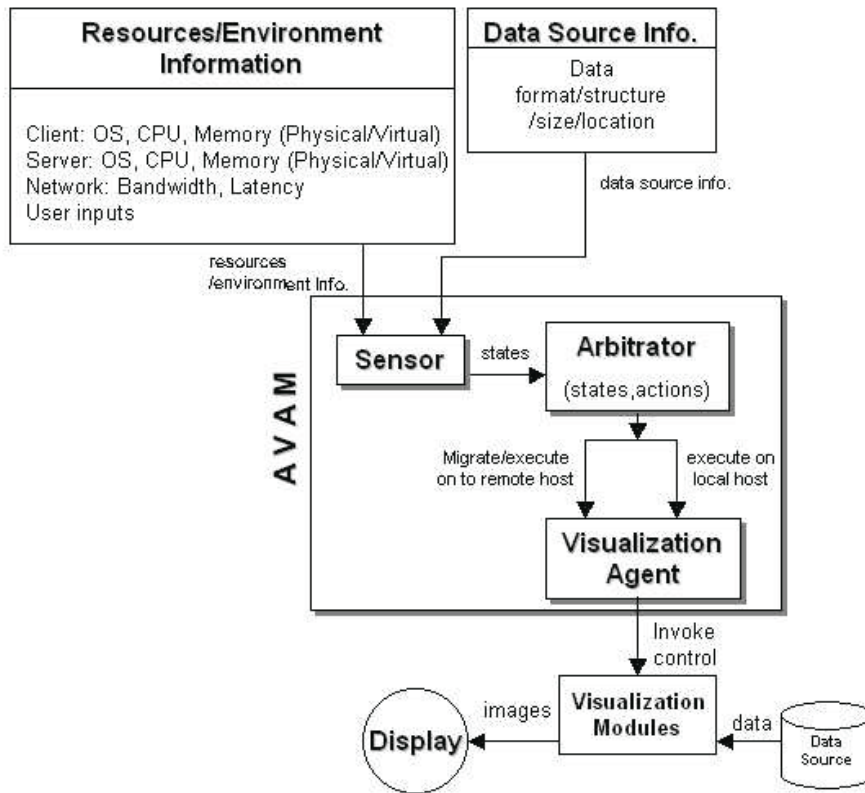 Resources/Environment
Information
Client: OS, CPU, Memory (Physical/Virtual)
Server: OS, CPU, Memory (Physical/Virtual)
Network: Bandwidth, Latency
User inputs
Data Source Info.
Data
format/structure
/size/location
data source info.
resources
/environment Info.
AVAM
Sensor
states
Arbitrator
(states,actions)
Migrate/execute
on to remote host
execute on
local host
Visualization
Agent
Invoke
control
Visualization
Modules
images
Display
data
Data
Source